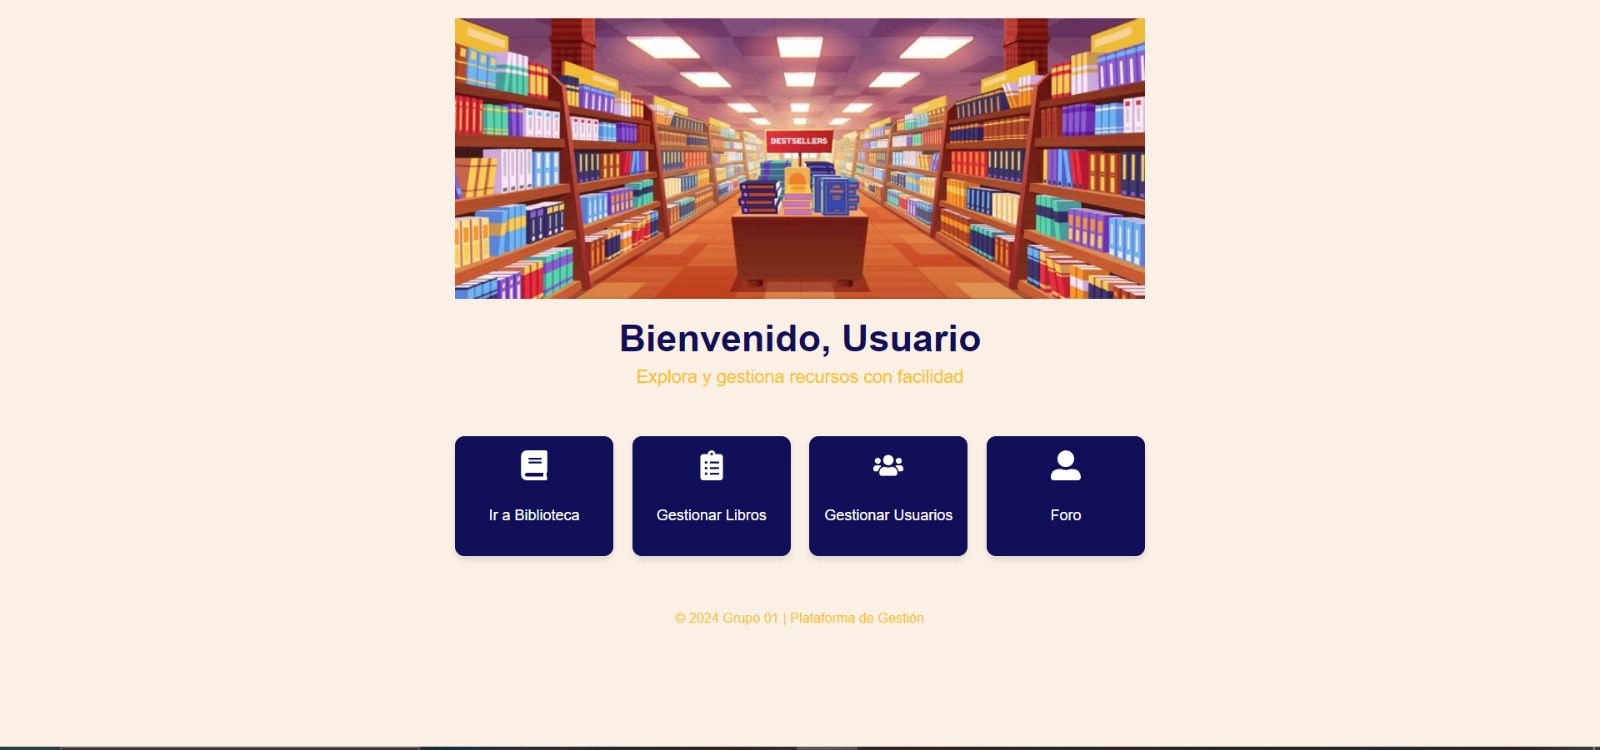 BESTSELLERS
Bienvenido, Usuario
Explora y gestiona recursos con facilidad
Ir a Biblioteca
Gestionar Libros
Gestionar Usuarios
Foro
© 2024 Grupo 01 | Plataforma de Gestión